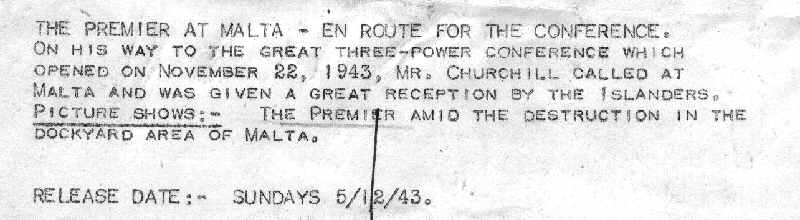 THE PREMIER AT MALTA - EN ROUTE FOR THE CONFERENCE.
ON HIS WAY TO THE GREAT THREE-POWER CONFERENCE WHICH
OPENED ON NOVEMBER 22, 1943, MR. CHURCHILL CALLED AT
MALTA AND WAS GIVEN A GREAT RECEPTION BY THE ISLANDERS.
PICTURE SHOWS:- THE PREMIER AMID THE DESTRUCTION IN THE
DOCKYARD AREA OF MALTA.
RELEASE DATE:- SUNDAYS 5/12/43.